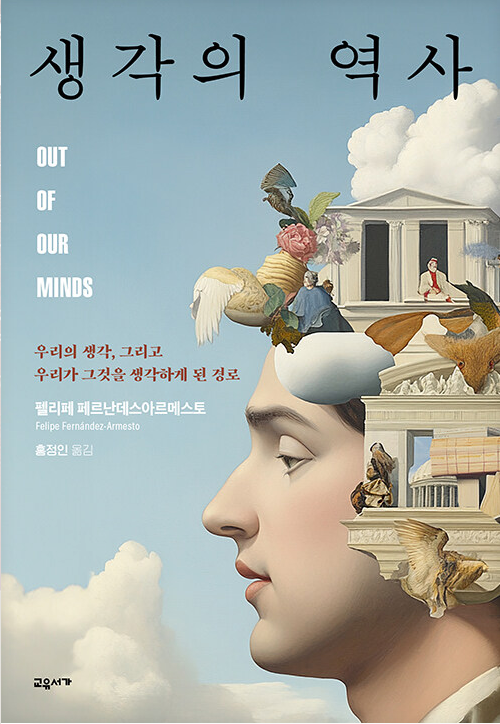 생각의 역사
OUT
OF
OUR
MINDS
우리의 생각, 그리고
우리가 그것을 생각하게 된 경로
펠리페 페르난데스아르메스토
Felipe Fernández-Armesto
홍정인 옮김
교유서가